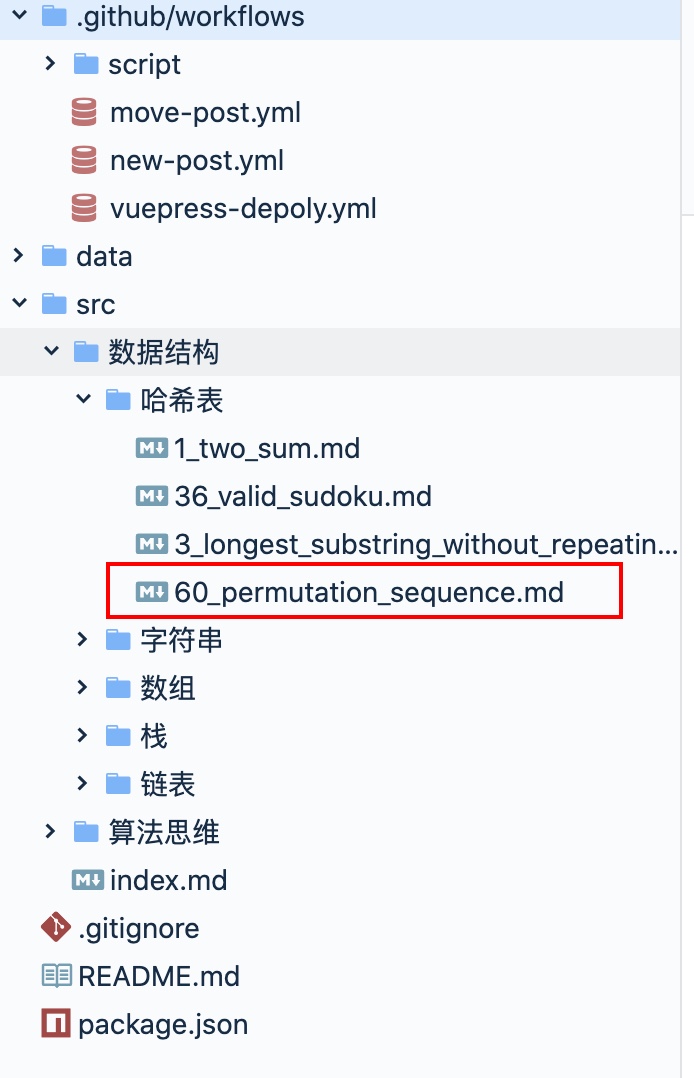 .github/workflows
script
move-post.yml
new-post.yml
vuepress-depoly.yml
data
src
数据结构
哈希表
1_two_sum.md
36_valid_sudoku.md
3_longest_substring_without_repeatin...
60_permutation_sequence.md
字符串
数组
栈
链表
算法思维
index.md
.gitignore
README.md
package.json